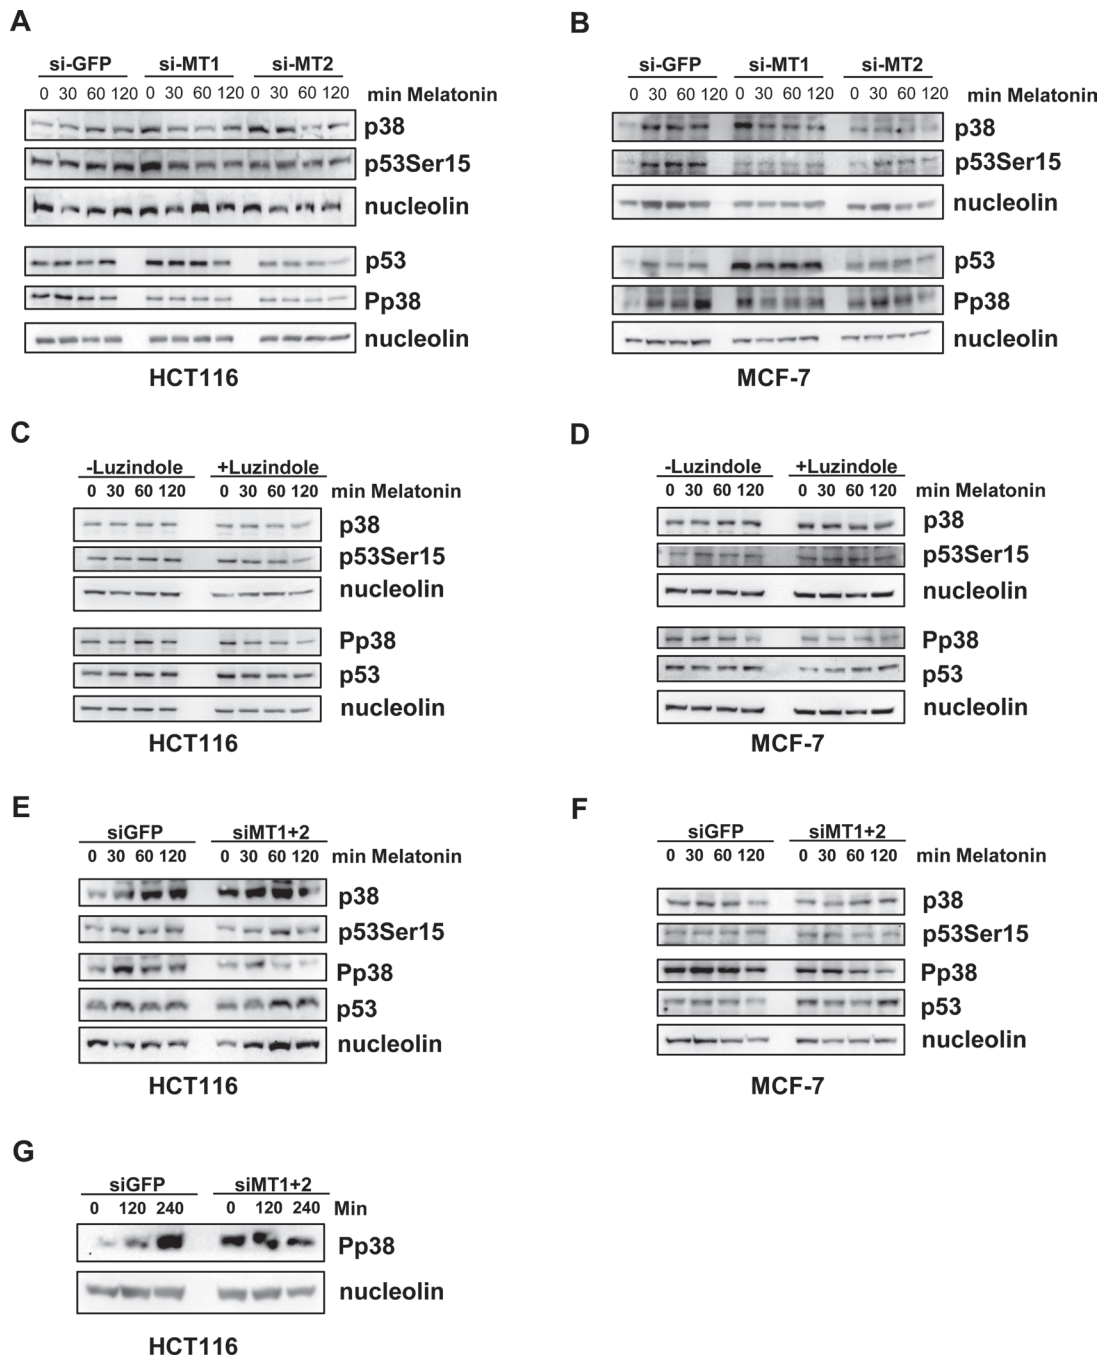 A
si-GFP si-MT1 si-MT2
0 30 60 120 0 30 60 120 0 30 60 120 min Melatonin
p38
p53Ser15
nucleolin
p53
Pp38
nucleolin
HCT116
B
si-GFP si-MT1 si-MT2
0 30 60 120 0 30 60 120 0 30 60 120 min Melatonin
p38
p53Ser15
nucleolin
p53
Pp38
nucleolin
MCF-7
C
-Luzindole +Luzindole
0 30 60 120 0 30 60 120 min Melatonin
p38
p53Ser15
nucleolin
Pp38
p53
nucleolin
HCT116
D
-Luzindole +Luzindole
0 30 60 120 0 30 60 120 min Melatonin
p38
p53Ser15
nucleolin
Pp38
p53
nucleolin
MCF-7
E
siGFP siMT1+2
0 30 60 120 0 30 60 120 min Melatonin
p38
p53Ser15
Pp38
p53
nucleolin
HCT116
F
siGFP siMT1+2
0 30 60 120 0 30 60 120 min Melatonin
p38
p53Ser15
Pp38
p53
nucleolin
MCF-7
G
siGFP siMT1+2
0 120 240 0 120 240 Min
Pp38
nucleolin
HCT116